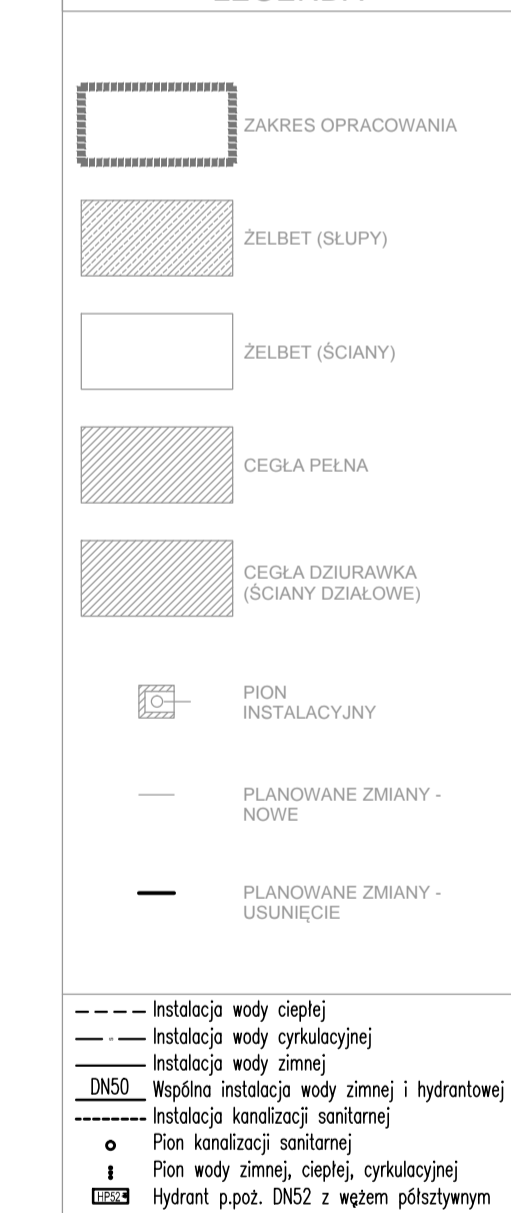 ZAKRES OPRACOWANIA
ŻELBET (SŁUPY)
ŻELBET (ŚCIANY)
CEGŁA PEŁNA
CEGŁA DZIURAWKA
(ŚCIANY DZIAŁOWE)
PION
INSTALACYJNY
PLANOWANE ZMIANY -
NOWE
PLANOWANE ZMIANY -
USUNIĘCIE
Instalacja wody ciepłej
Instalacja wody cyrkulacyjnej
Instalacja wody zimnej
DN50 Wspólna instalacja wody zimnej i hydrantowej
Instalacja kanalizacji sanitarnej
Pion kanalizacji sanitarnej
Pion wody zimnej, ciepłej, cyrkulacyjnej
HP52 Hydrant p.poż. DN52 z wężem półsztywnym